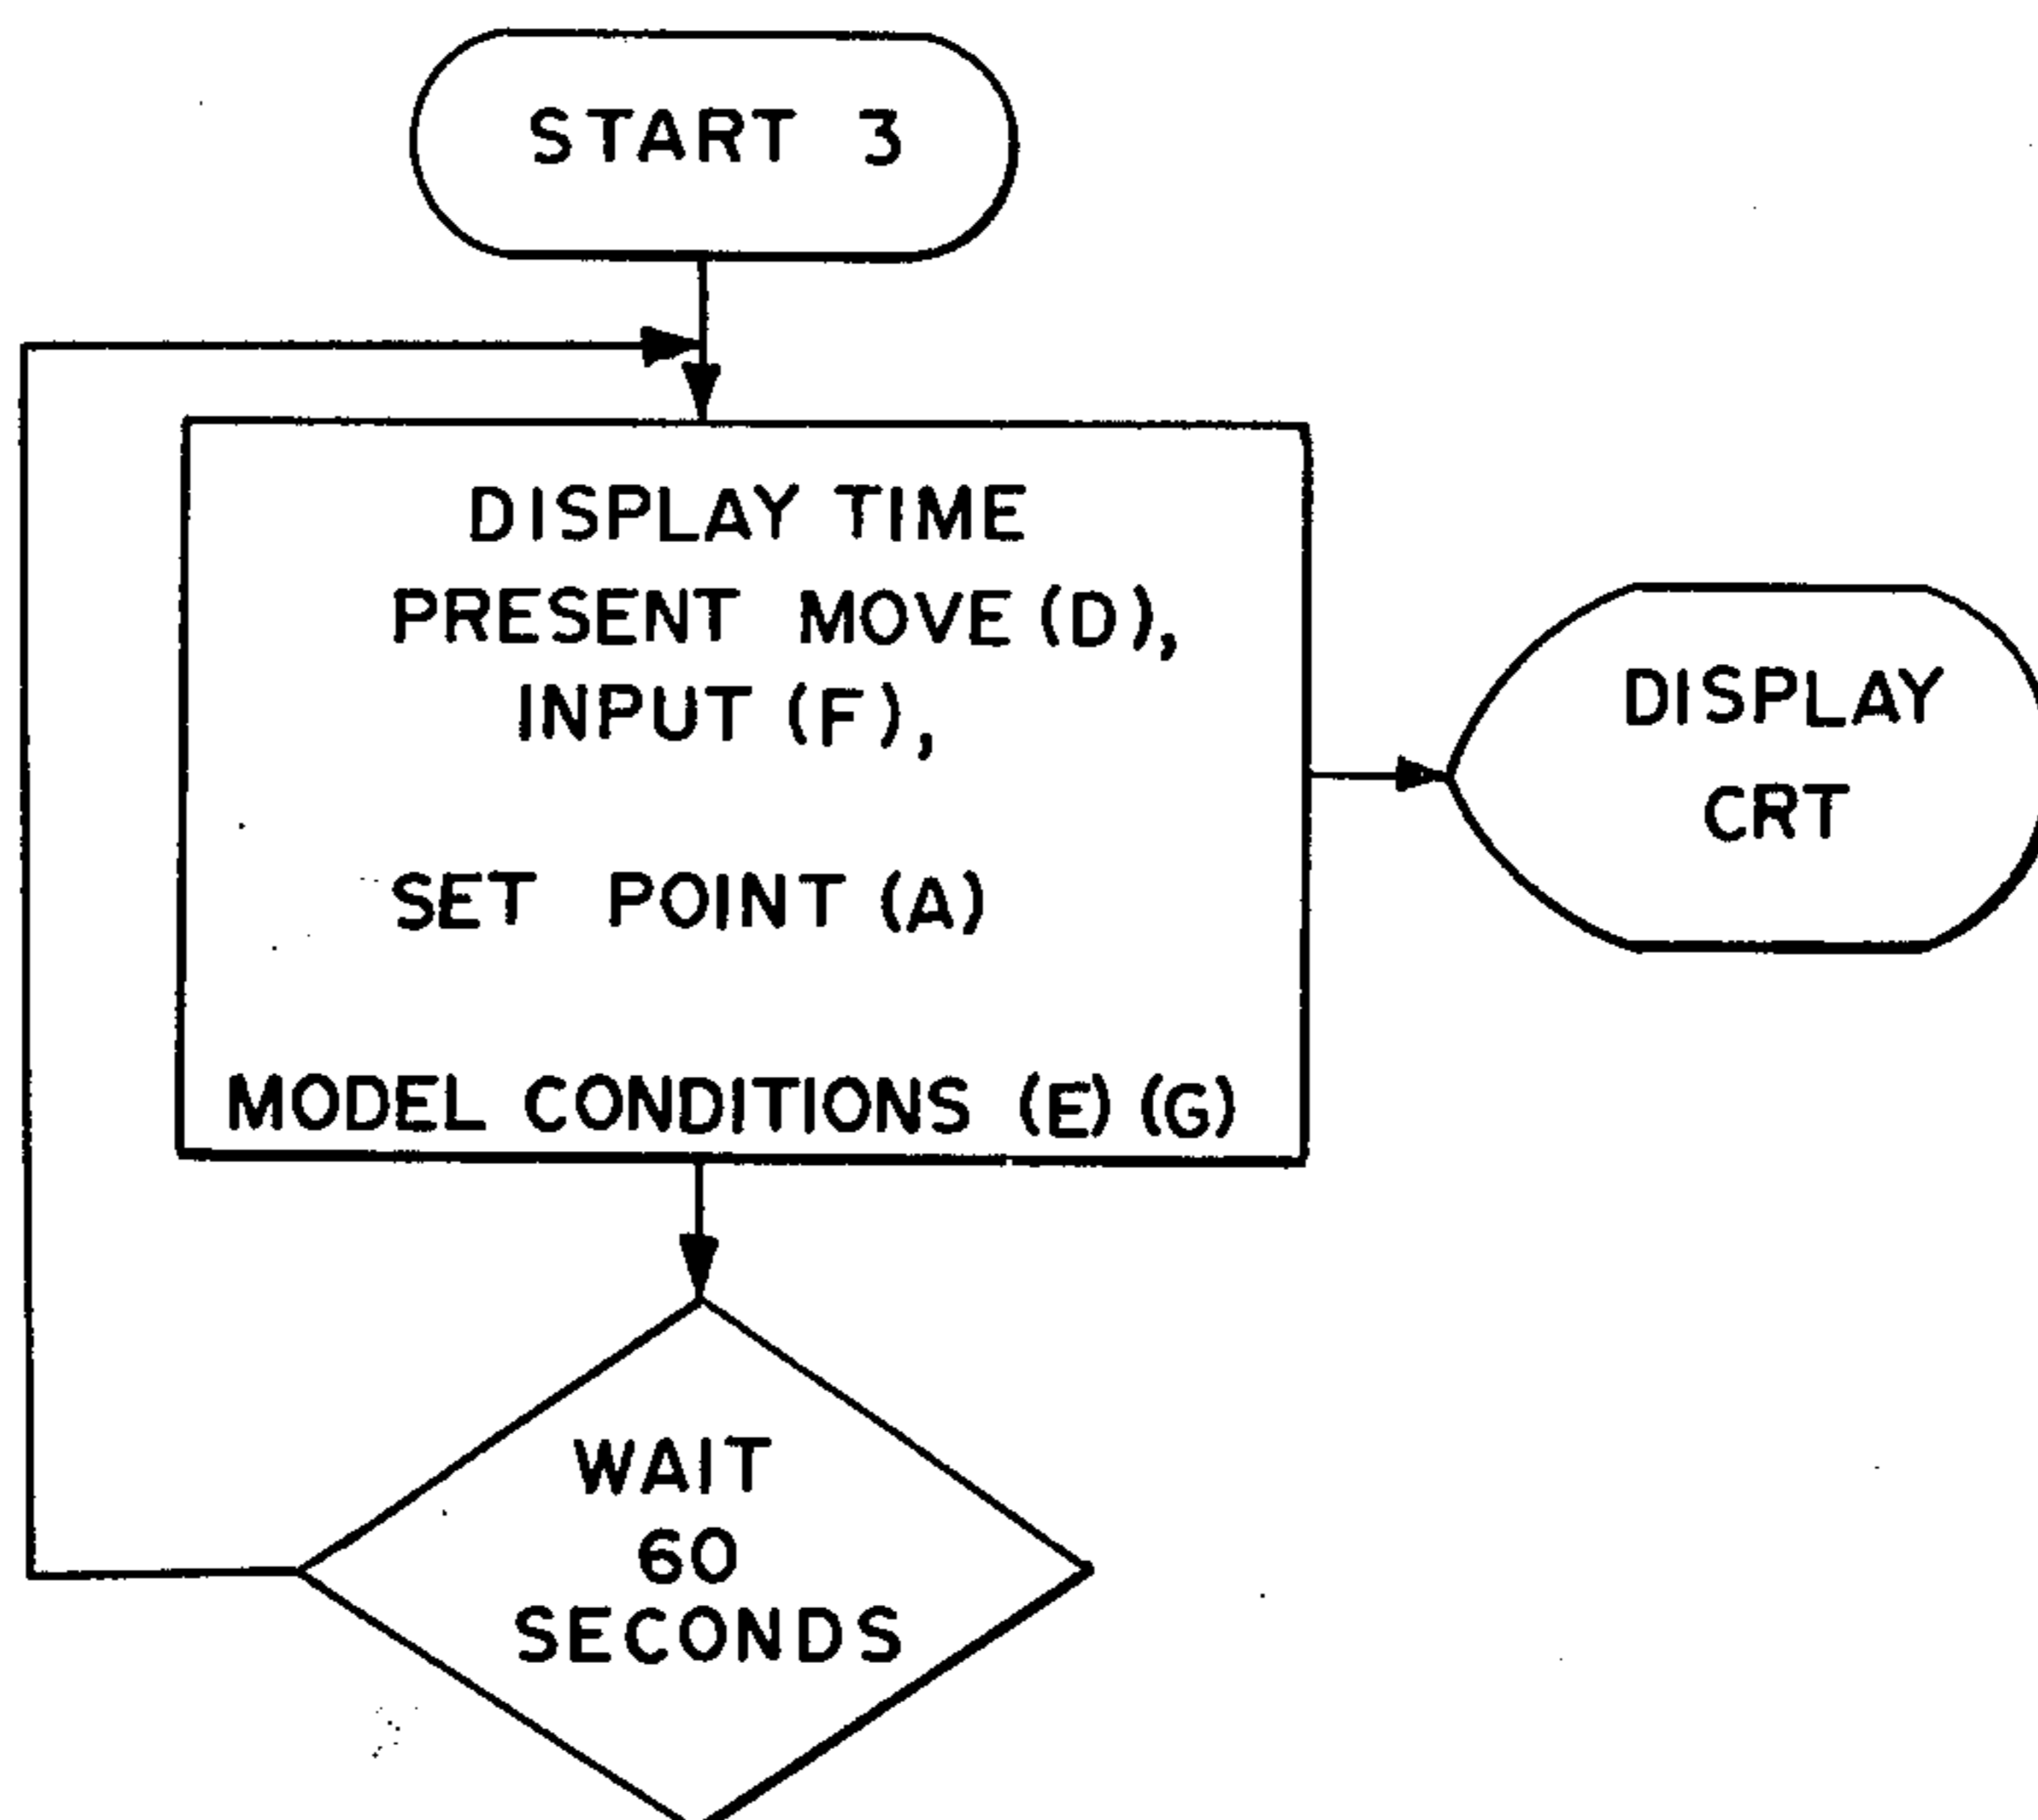 START 3
DISPLAY TIME
PRESENT MOVE (D),
INPUT (F),
SET POINT (A)
MODEL CONDITIONS (E) (G)
DISPLAY
CRT
WAIT
60
SECONDS